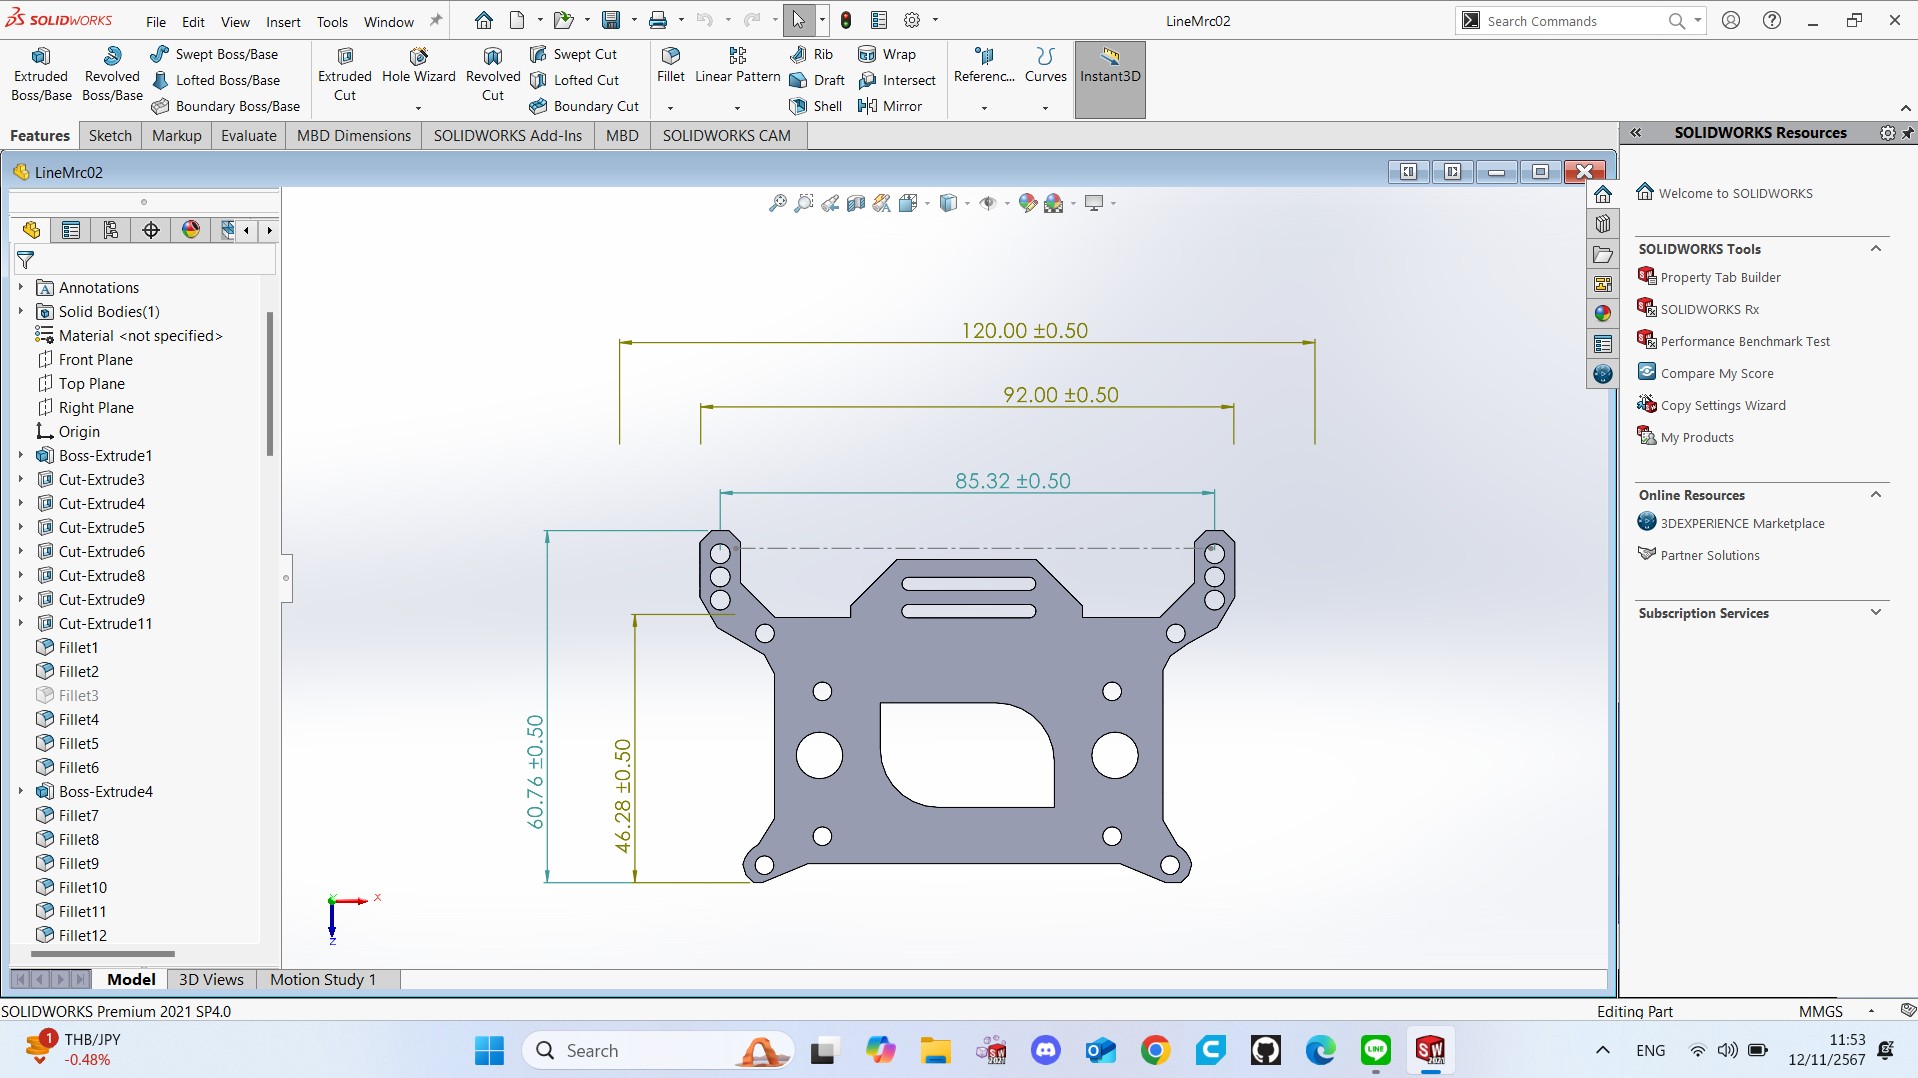 SOLIDWORKS
File Edit View Insert Tools Window
LineMrc02
Search Commands
Extruded Boss/Base
Revolved Boss/Base
Swept Boss/Base
Lofted Boss/Base
Boundary Boss/Base
Extruded Cut
Hole Wizard
Revolved Cut
Swept Cut
Lofted Cut
Boundary Cut
Fillet
Linear Pattern
Rib
Draft
Shell
Wrap
Intersect
Mirror
Referenc...
Curves
Instant3D
Features Sketch Markup Evaluate MBD Dimensions SOLIDWORKS Add-Ins MBD SOLIDWORKS CAM
LineMrc02
Annotations
Solid Bodies(1)
Material <not specified>
Front Plane
Top Plane
Right Plane
Origin
Boss-Extrude1
Cut-Extrude3
Cut-Extrude4
Cut-Extrude5
Cut-Extrude6
Cut-Extrude8
Cut-Extrude9
Cut-Extrude11
Fillet1
Fillet2
Fillet3
Fillet4
Fillet5
Fillet6
Boss-Extrude4
Fillet7
Fillet8
Fillet9
Fillet10
Fillet11
Fillet12
120.00 ±0.50
92.00 ±0.50
85.32 ±0.50
60.76 ±0.50
46.28 ±0.50
X
Y
Z
SOLIDWORKS Resources
Welcome to SOLIDWORKS
SOLIDWORKS Tools
Property Tab Builder
SOLIDWORKS Rx
Performance Benchmark Test
Compare My Score
Copy Settings Wizard
My Products
Online Resources
3DEXPERIENCE Marketplace
Partner Solutions
Subscription Services
Model 3D Views Motion Study 1
SOLIDWORKS Premium 2021 SP4.0
Editing Part
MMGS
1
THB/JPY
-0.48%
Search
SW 2021
LINE
SW 2021
ENG
11:53
12/11/2567